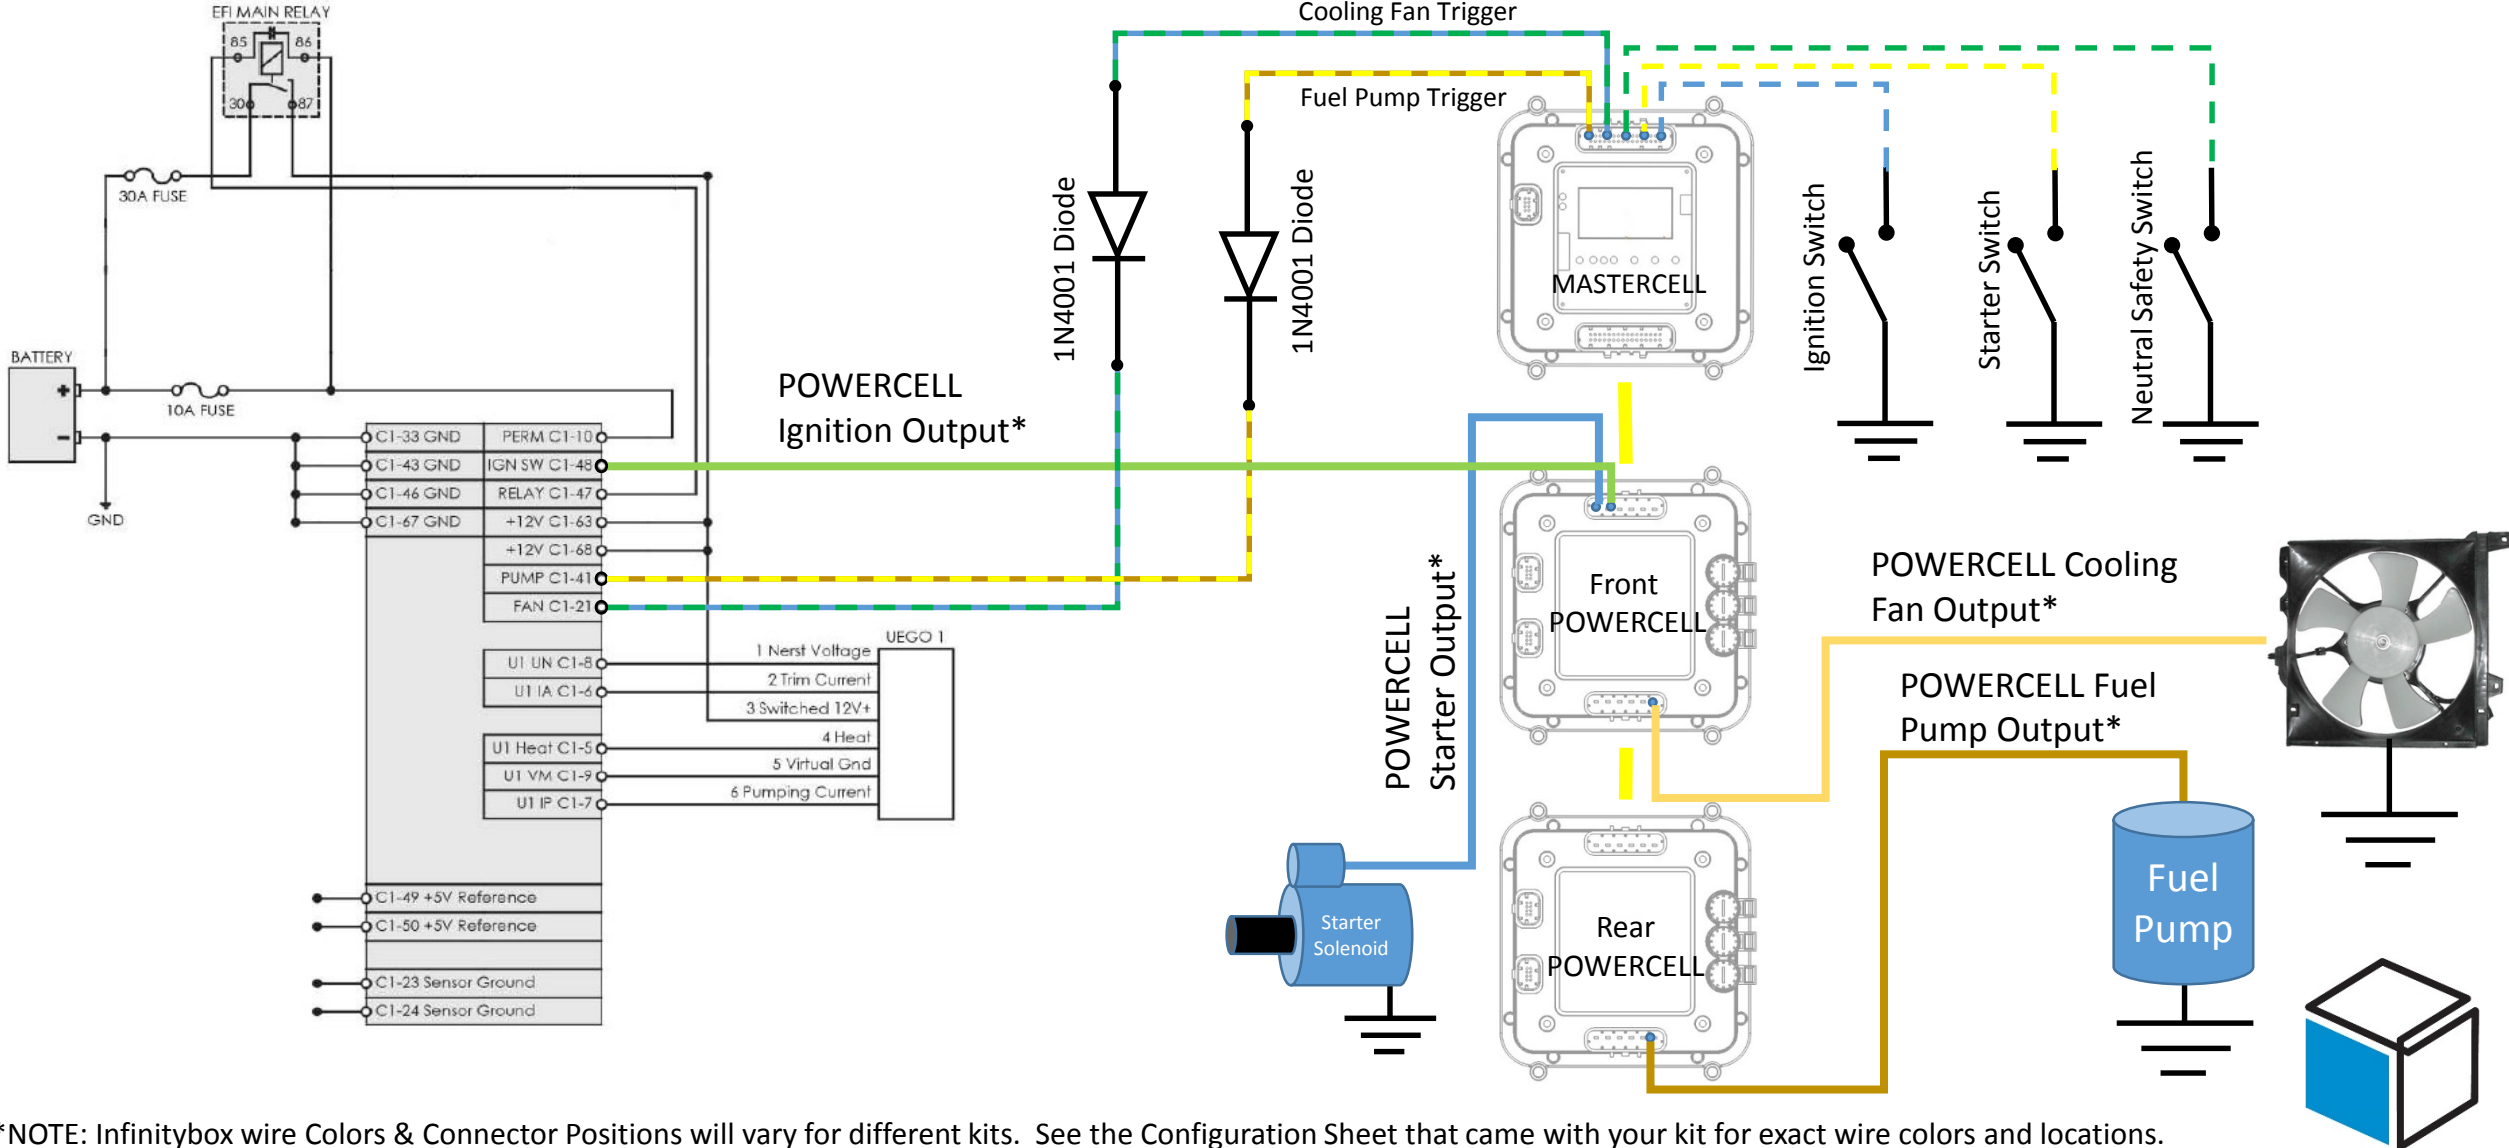 EFI MAIN RELAY
85
86
30
87
30A FUSE
BATTERY
+
-
10A FUSE
GND
C1-33 GND
PERM C1-10
C1-43 GND
IGN SW C1-48
C1-46 GND
RELAY C1-47
C1-67 GND
+12V C1-63
+12V C1-68
PUMP C1-41
FAN C1-21
U1 UN C1-8
U1 IA C1-6
U1 Heat C1-5
U1 VM C1-9
U1 IP C1-7
C1-49 +5V Reference
C1-50 +5V Reference
C1-23 Sensor Ground
C1-24 Sensor Ground
UEGO 1
1 Nerst Voltage
2 Trim Current
3 Switched 12V+
4 Heat
5 Virtual Gnd
6 Pumping Current
POWERCELL
Ignition Output*
Cooling Fan Trigger
Fuel Pump Trigger
1N4001 Diode
1N4001 Diode
MASTERCELL
Ignition Switch
Starter Switch
Neutral Safety Switch
Front
POWERCELL
POWERCELL
Starter Output*
POWERCELL Cooling
Fan Output*
POWERCELL Fuel
Pump Output*
Starter
Solenoid
Rear
POWERCELL
Fuel
Pump
*NOTE: Infinitybox wire Colors & Connector Positions will vary for different kits.  See the Configuration Sheet that came with your kit for exact wire colors and locations.